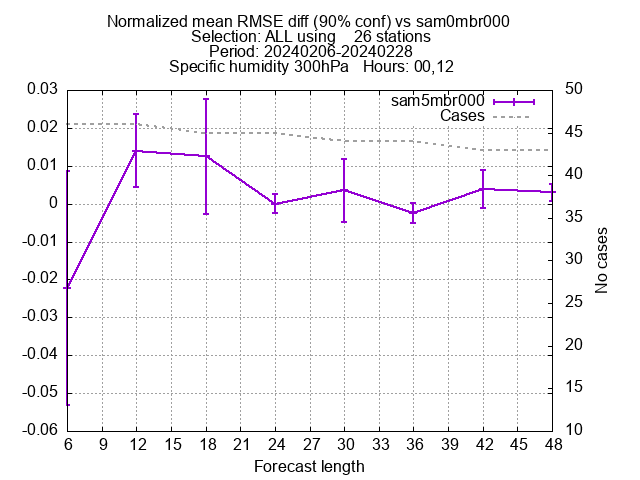 Normalized mean RMSE diff (90% conf) vs sam0mbr000
Selection: ALL using    26 stations
Period: 20240206-20240228
Specific humidity 300hPa   Hours: 00,12
sam5mbr000
Cases
0.03
0.02
0.01
0
-0.01
-0.02
-0.03
-0.04
-0.05
-0.06
50
45
40
35
30
25
20
15
10
No cases
6 9 12 15 18 21 24 27 30 33 36 39 42 45 48
Forecast length